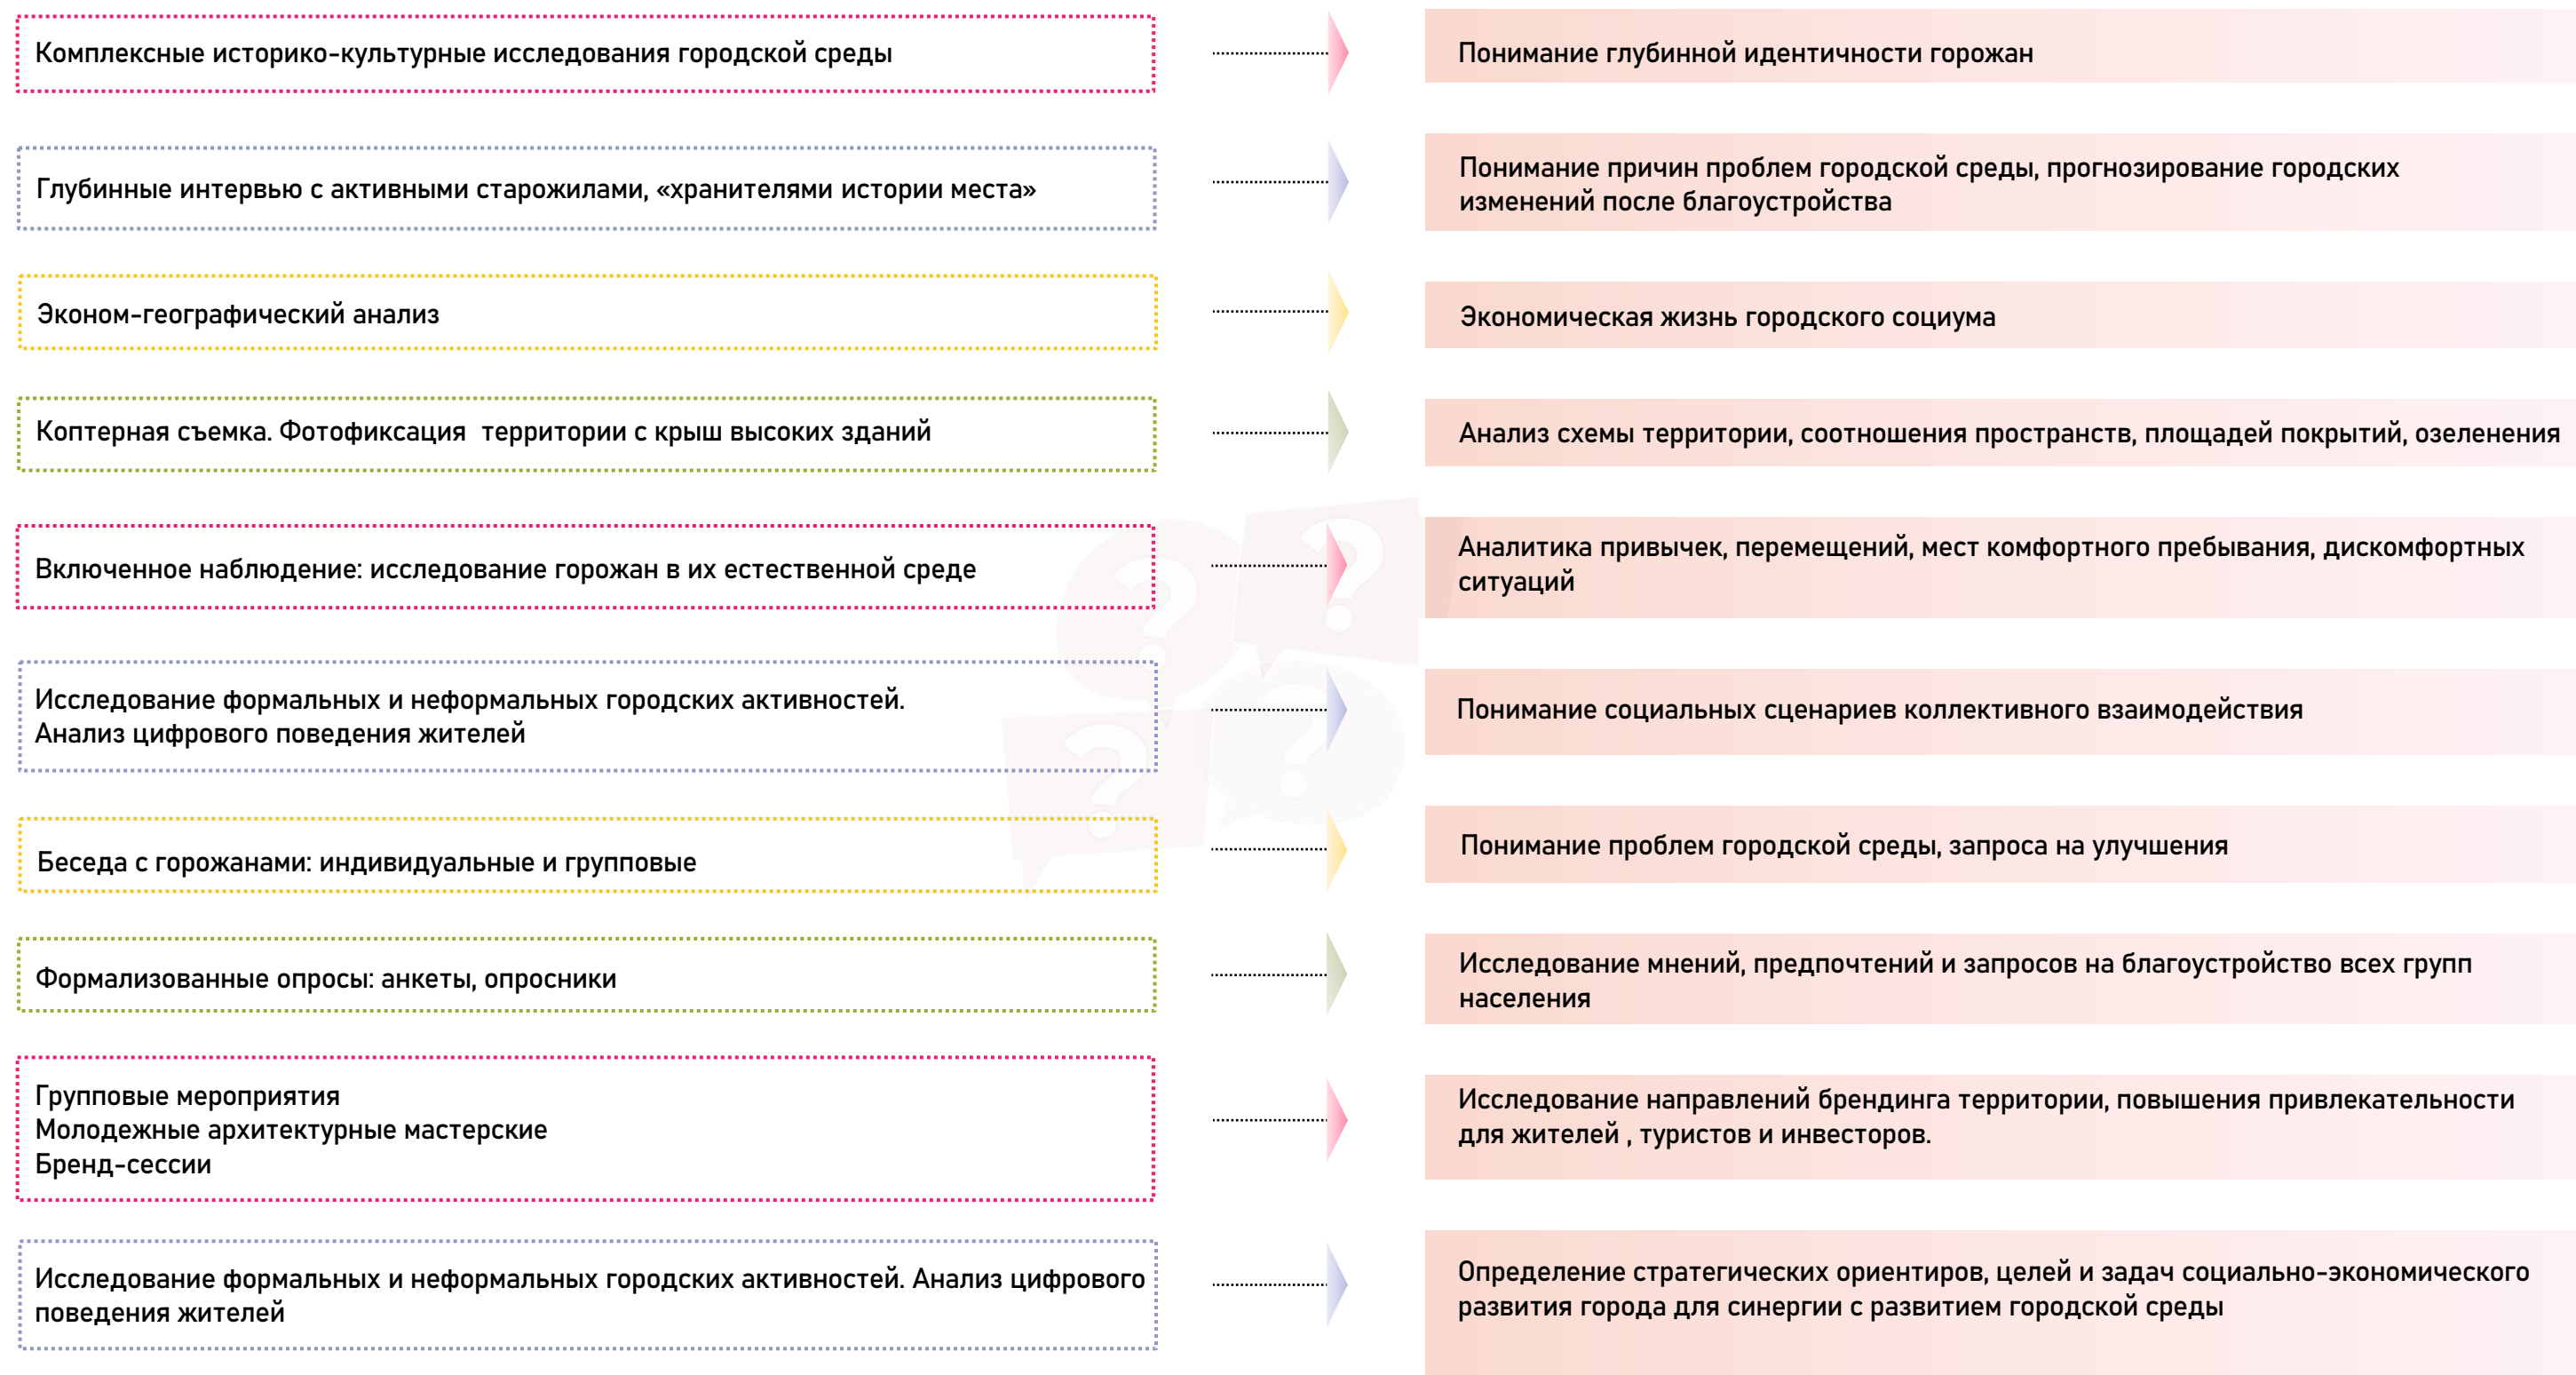 Комплексные историко-культурные исследования городской среды
Понимание глубинной идентичности горожан
Глубинные интервью с активными старожилами, «хранителями истории места»
Понимание причин проблем городской среды, прогнозирование городских
изменений после благоустройства
Эконом-географический анализ
Экономическая жизнь городского социума
Коптерная съемка. Фотофиксация  территории с крыш высоких зданий
Анализ схемы территории, соотношения пространств, площадей покрытий, озеленения
Включенное наблюдение: исследование горожан в их естественной среде
Аналитика привычек, перемещений, мест комфортного пребывания, дискомфортных
ситуаций
Исследование формальных и неформальных городских активностей.
Анализ цифрового поведения жителей
Понимание социальных сценариев коллективного взаимодействия
Беседа с горожанами: индивидуальные и групповые
Понимание проблем городской среды, запроса на улучшения
Формализованные опросы: анкеты, опросники
Исследование мнений, предпочтений и запросов на благоустройство всех групп
населения
Групповые мероприятия
Молодежные архитектурные мастерские
Бренд-сессии
Исследование направлений брендинга территории, повышения привлекательности
для жителей , туристов и инвесторов.
Исследование формальных и неформальных городских активностей. Анализ цифрового
поведения жителей
Определение стратегических ориентиров, целей и задач социально-экономического
развития города для синергии с развитием городской среды